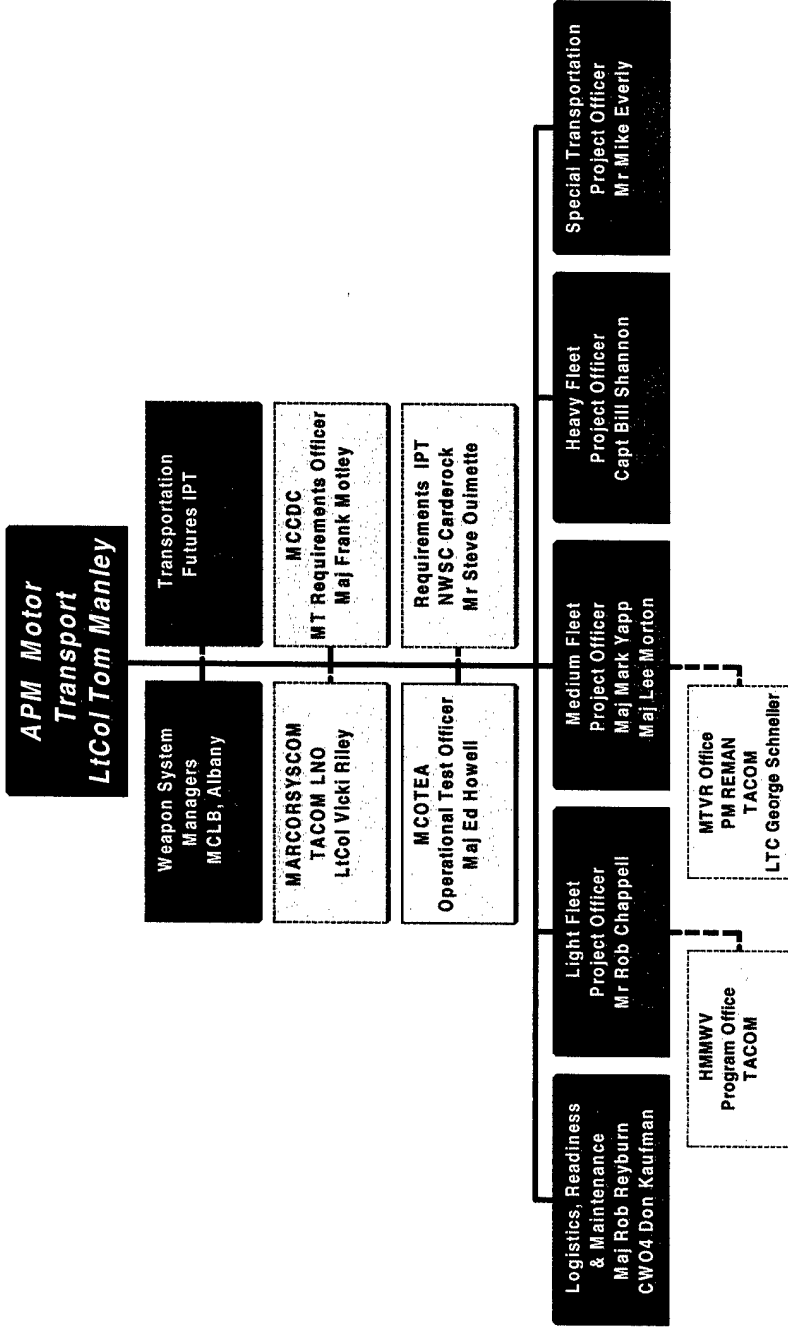 APM Motor
Transport
LtCol Tom Manley
Weapon System
Managers
MCLB, Albany
Transportation
Futures IPT
MARCORSYSCOM
TACOM LNO
LtCol Vicki Riley
MCCDC
MT Requirements Officer
Maj Frank Motley
MCOTEA
Operational Test Officer
Maj Ed Howell
Requirements IPT
NWSC Carderock
Mr Steve Ouimette
Logistics, Readiness
& Maintenance
Maj Rob Reyburn
CWO4 Don Kaufman
Light Fleet
Project Officer
Mr Rob Chappell
Medium Fleet
Project Officer
Maj Mark Yapp
Maj Lee Morton
Heavy Fleet
Project Officer
Capt Bill Shannon
Special Transportation
Project Officer
Mr Mike Everly
HMMWV
Program Office
TACOM
MTVR Office
PM REMAN
TACOM
LTC George Schneller